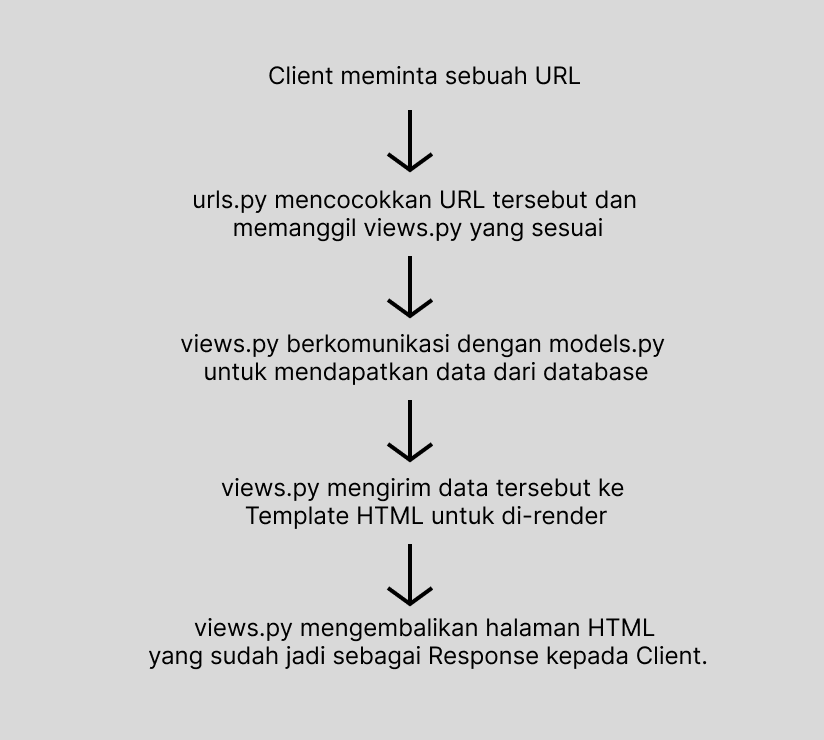 Client meminta sebuah URL
urls.py mencocokkan URL tersebut dan
memanggil views.py yang sesuai
views.py berkomunikasi dengan models.py
untuk mendapatkan data dari database
views.py mengirim data tersebut ke
Template HTML untuk di-render
views.py mengembalikan halaman HTML
yang sudah jadi sebagai Response kepada Client.